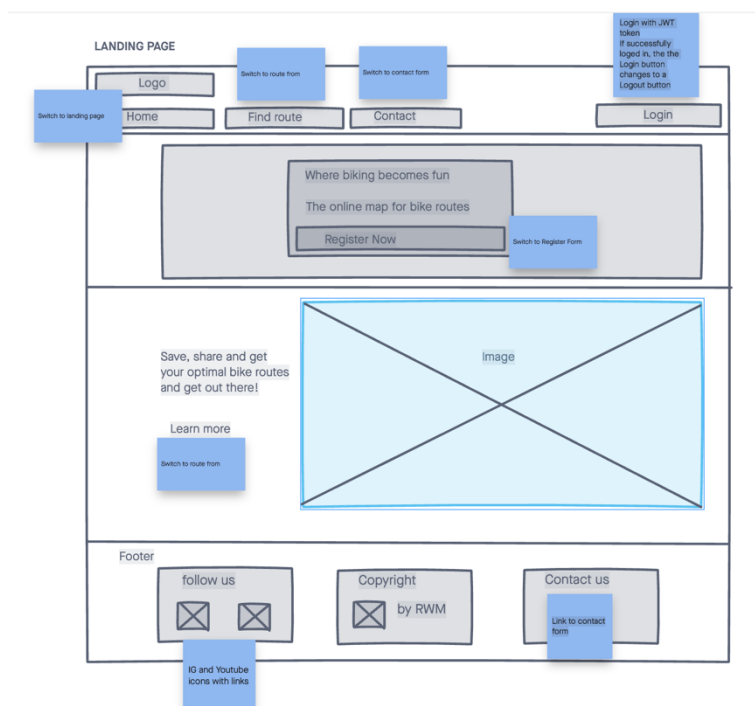 LANDING PAGE
Login with JWT
token
If successfully
loged in, the the
Login button
changes to a
Logout button
Switch to route from
Switch to contact form
Logo
Switch to landing page
Home
Find route
Contact
Login
Where biking becomes fun
The online map for bike routes
Register Now
Switch to Register Form
Save, share and get
your optimal bike routes
and get out there!
Image
Learn more
Switch to route from
Footer
follow us
Copyright
by RWM
Contact us
Link to contact
form
IG and Youtube
icons with links